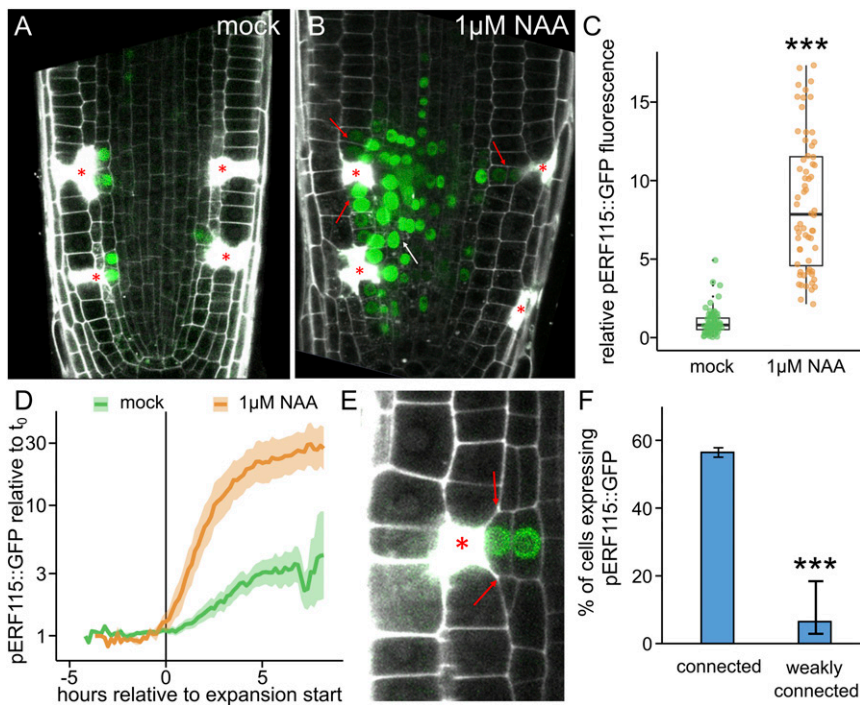 A mock
B 1μM NAA
C
***
relative pERF115::GFP fluorescence
15
10
5
0
mock 1μM NAA
* * * *
* * * *
D mock 1μM NAA
pERF115::GFP relative to t0
30
10
3
1
-5 0 5
hours relative to expansion start
E
*
F
% of cells expressing
pERF115::GFP
60
40
20
0
***
connected weakly
connected